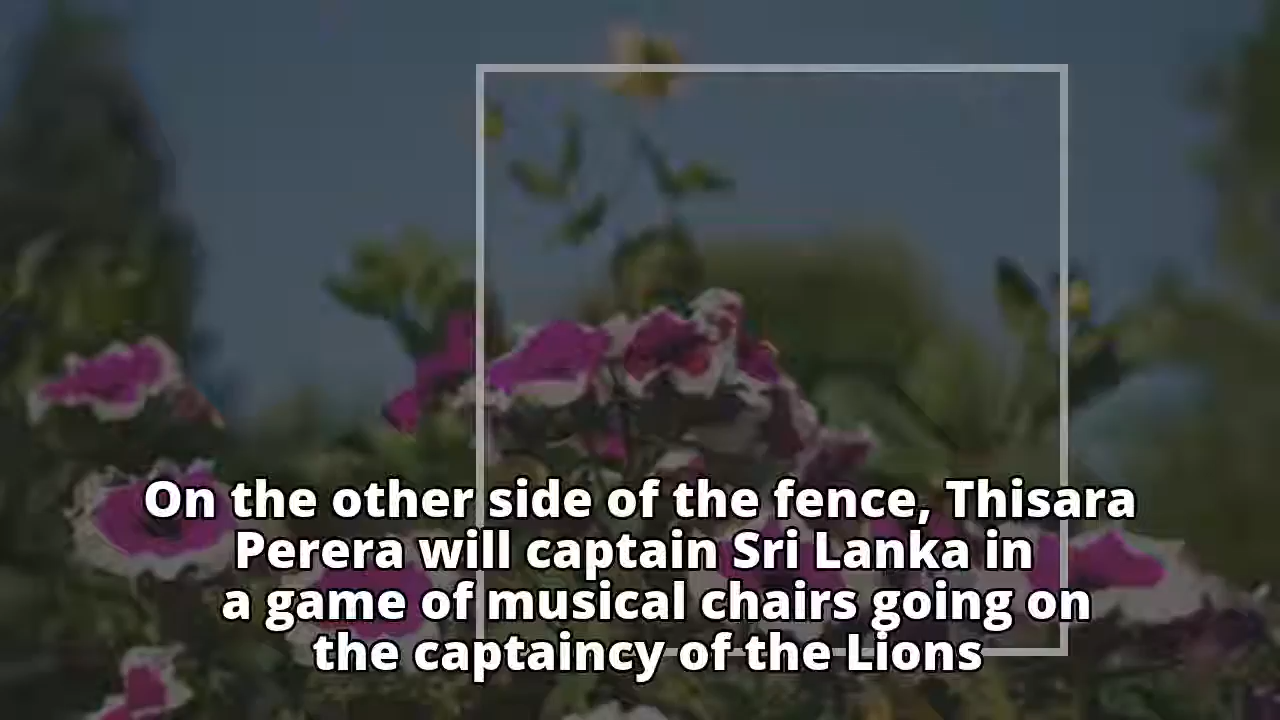 On the other side of the fence, Thisara
Perera will captain Sri Lanka in
a game of musical chairs going on
the captaincy of the Lions